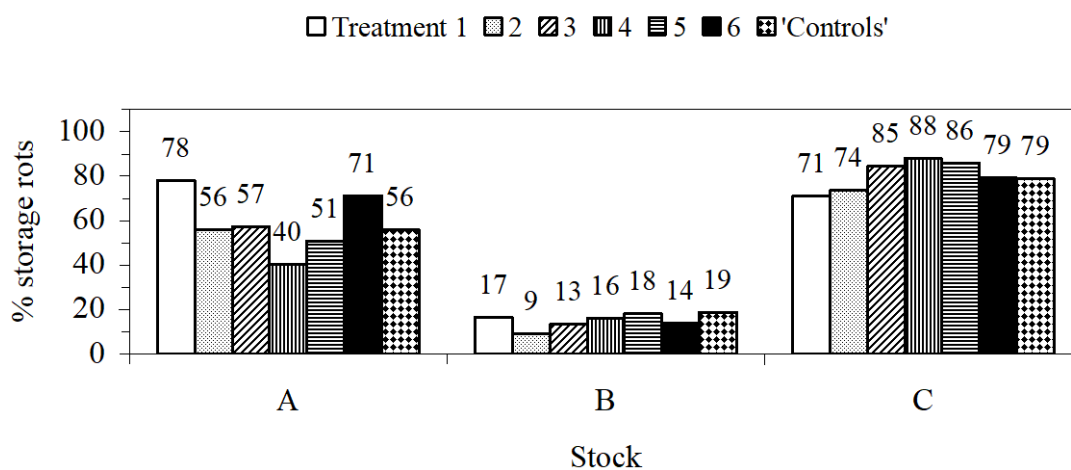 Treatment 1 2 3 4 5 6 'Controls'
% storage rots
100
80
60
40
20
0
78 56 57 40 51 71 56
17 9 13 16 18 14 19
71 74 85 88 86 79 79
A B C
Stock